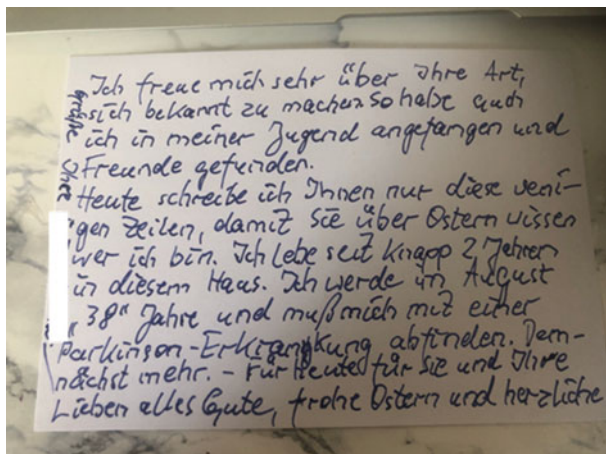 Ich freue mich sehr über Ihre Art,
sich bekannt zu machen. So habe auch
ich in meiner Jugend angefangen und
Freunde gefunden.
Heute schreibe ich Ihnen nur diese weni-
gen Zeilen, damit Sie über Ostern wissen
wer ich bin. Ich lebe seit knapp 2 Jahren
in diesem Haus. Ich werde im August
"38" Jahre und muß mich mit einer
Parkinson-Erkrankung abfinden. Dem-
nächst mehr. - Für Heute für Sie und Ihre
Lieben alles Gute, frohe Ostern und herzliche
Grüße
Ihre